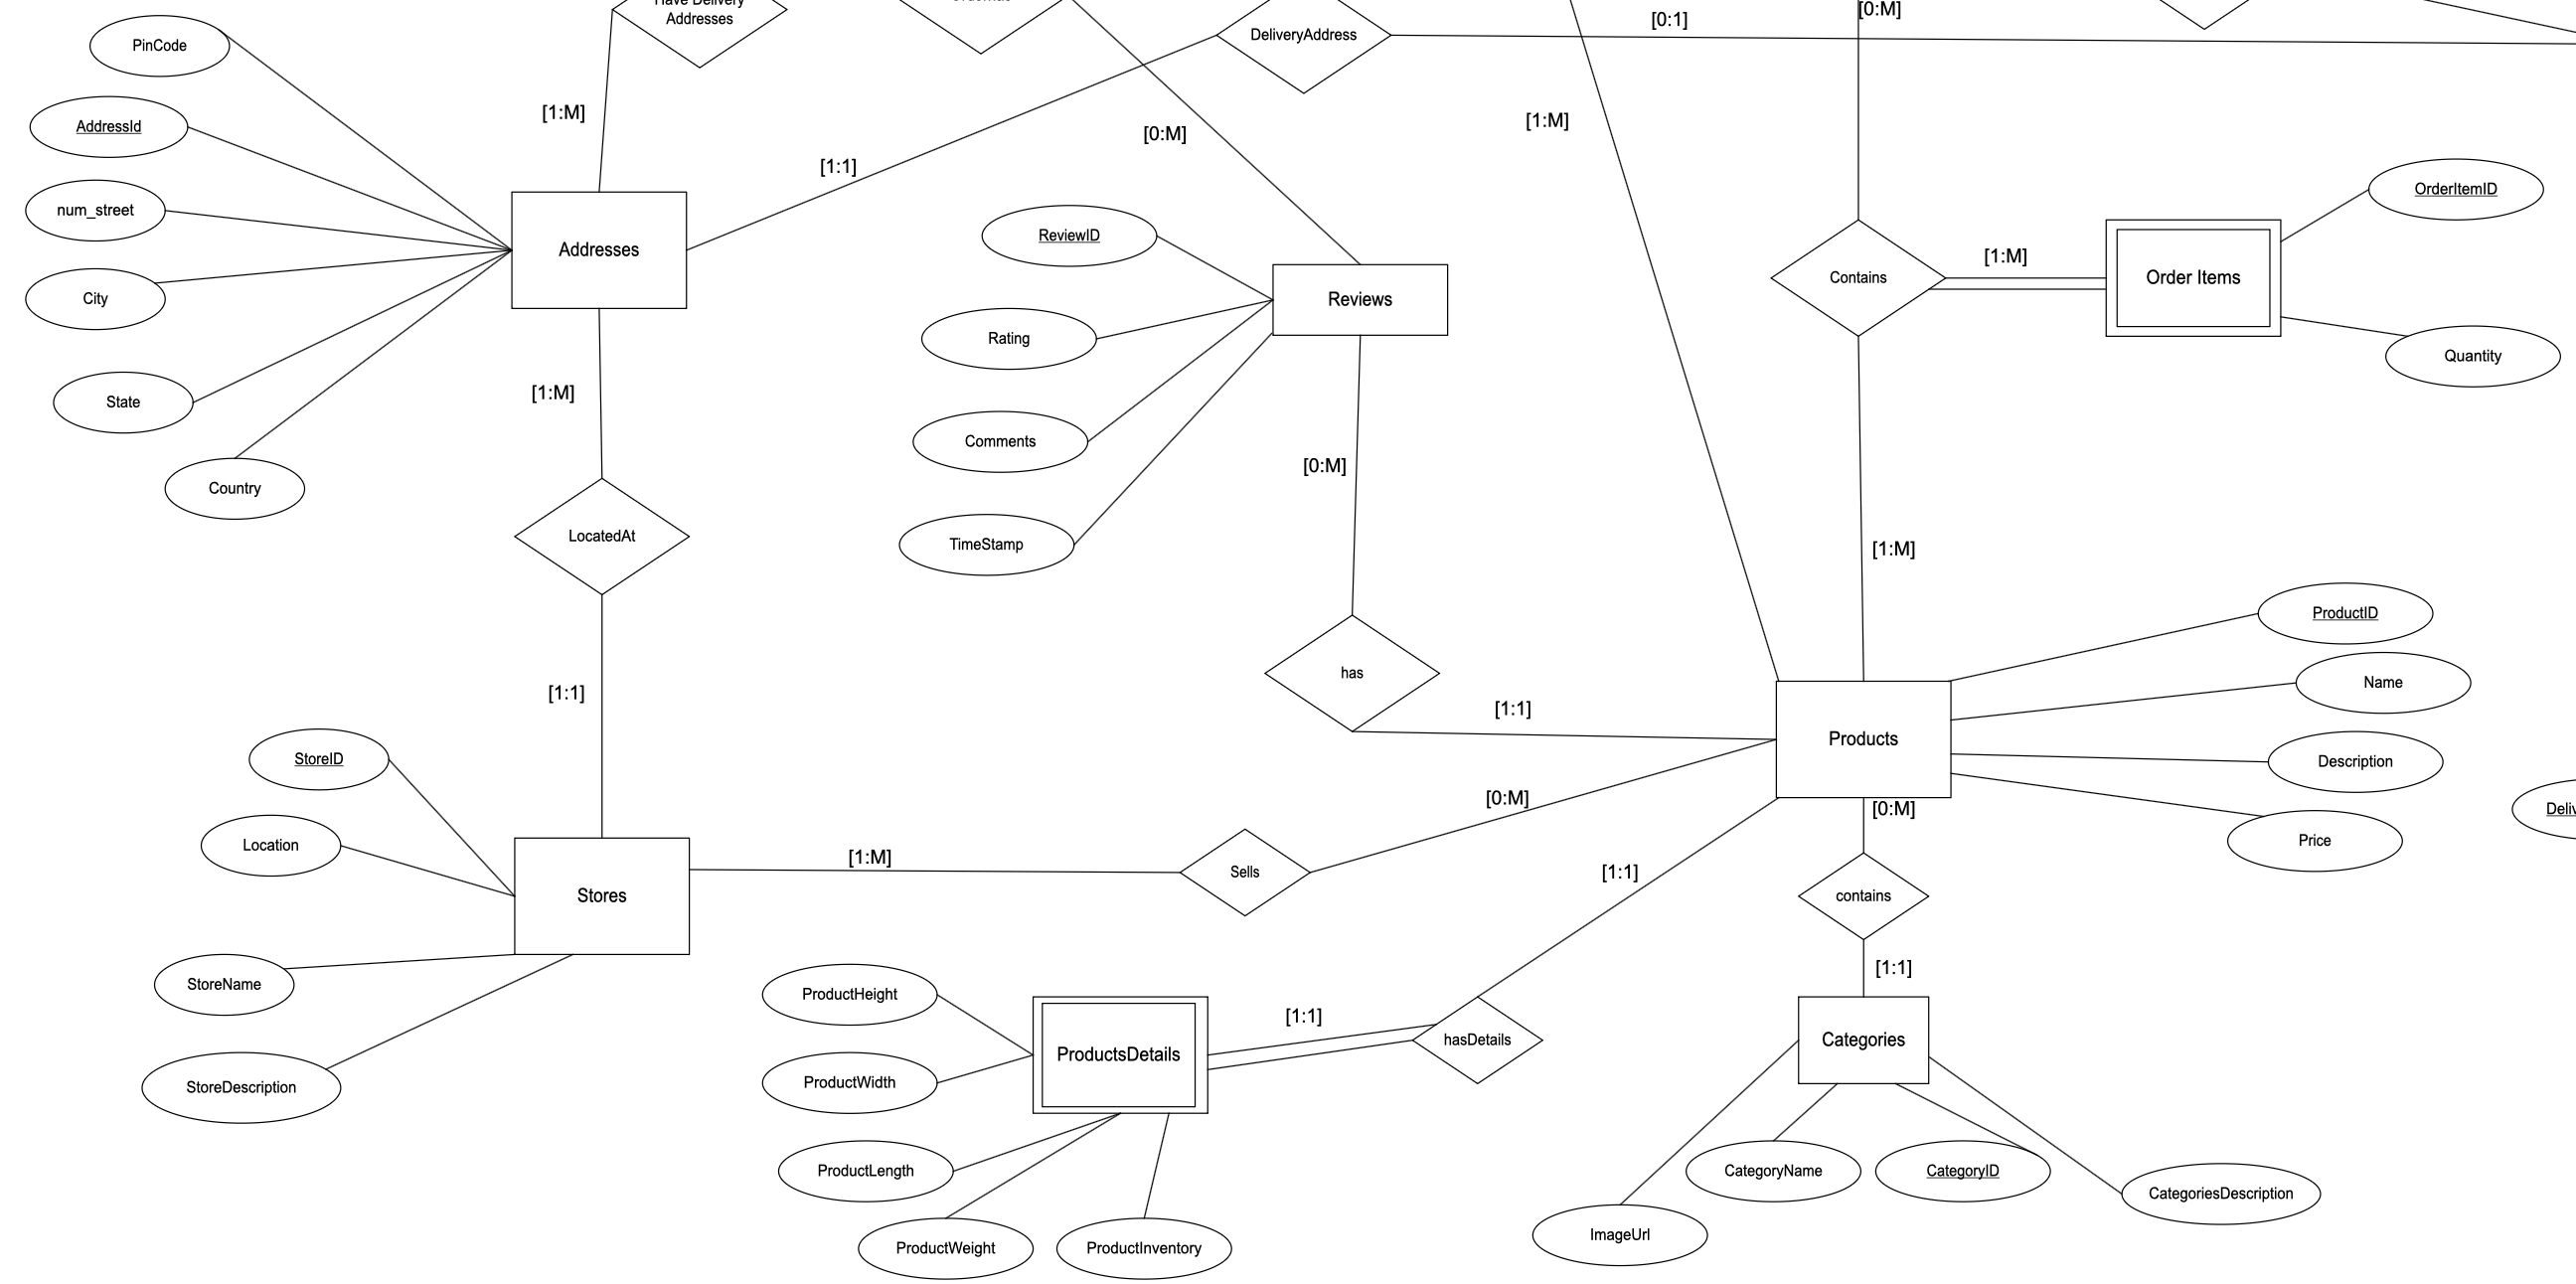 Have Delivery
Addresses
[0:1]
[0:M]
PinCode
DeliveryAddress
[1:M]
[1:M]
AddressId
[0:M]
[1:1]
OrderItemID
num_street
ReviewID
Addresses
[1:M]
Contains
Order Items
City
Reviews
Rating
Quantity
[1:M]
State
Comments
[0:M]
Country
LocatedAt
TimeStamp
[1:M]
ProductID
has
[1:1]
Name
[1:1]
Products
StoreID
Description
[0:M]
[0:M]
Deliv
Location
Price
[1:M]
Sells
[1:1]
Stores
contains
[1:1]
StoreName
ProductHeight
[1:1]
hasDetails
Categories
ProductsDetails
StoreDescription
ProductWidth
ProductLength
CategoryName
CategoryID
CategoriesDescription
ImageUrl
ProductWeight
ProductInventory